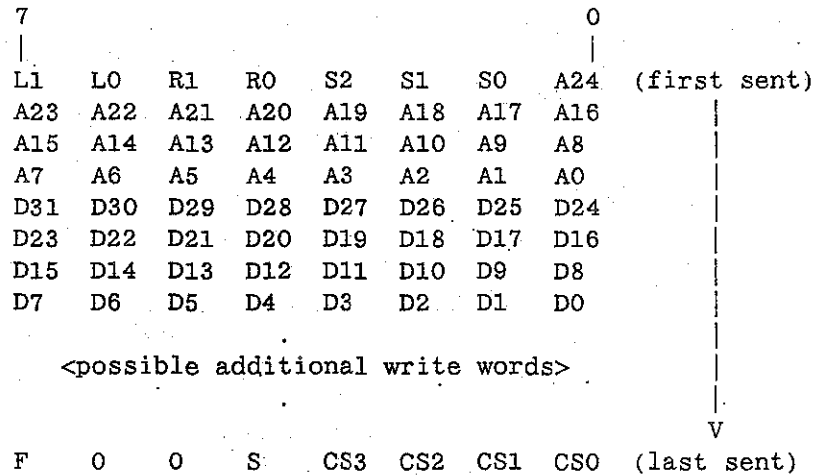 7 0
| |
L1 L0 R1 R0 S2 S1 S0 A24 (first sent)
A23 A22 A21 A20 A19 A18 A17 A16 |
A15 A14 A13 A12 A11 A10 A9 A8 |
A7 A6 A5 A4 A3 A2 A1 A0 |
D31 D30 D29 D28 D27 D26 D25 D24 |
D23 D22 D21 D20 D19 D18 D17 D16 |
D15 D14 D13 D12 D11 D10 D9 D8 |
D7 D6 D5 D4 D3 D2 D1 D0 |
. |
<possible additional write words> |
. |
V
F 0 0 S CS3 CS2 CS1 CS0 (last sent)